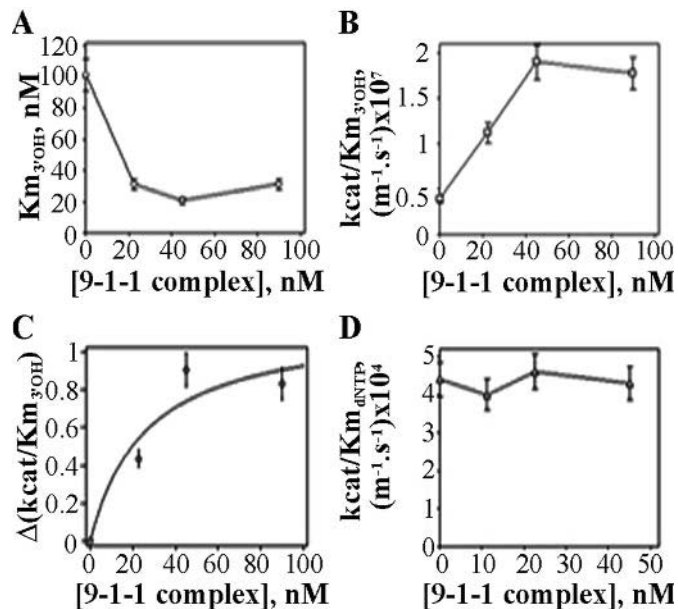 A
120
100
80
60
40
20
0
Km3'OH, nM
0 20 40 60 80 100
[9-1-1 complex], nM
B
2
1.5
1
0.5
0
kcat/Km3'OH,
(m-1.s-1)x10^7
0 20 40 60 80 100
[9-1-1 complex], nM
C
1
0.8
0.6
0.4
0.2
0
Δ(kcat/Km3'OH)
0 20 40 60 80 100
[9-1-1 complex], nM
D
5
4
3
2
1
0
kcat/KmdNTP,
(m-1.s-1)x10^4
0 10 20 30 40 50
[9-1-1 complex], nM